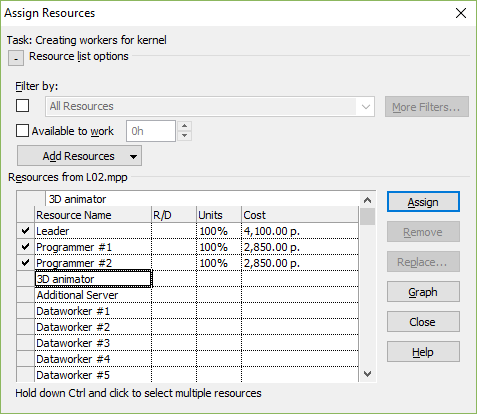 Assign Resources
Task: Creating workers for kernel
- Resource list options
Filter by:
All Resources More Filters...
Available to work 0h
Add Resources
Resources from L02.mpp
3D animator
Resource Name R/D Units Cost
Leader 100% 4,100.00 р.
Programmer #1 100% 2,850.00 р.
Programmer #2 100% 2,850.00 р.
3D animator
Additional Server
Dataworker #1
Dataworker #2
Dataworker #3
Dataworker #4
Dataworker #5
Assign
Remove
Replace...
Graph
Close
Help
Hold down Ctrl and click to select multiple resources